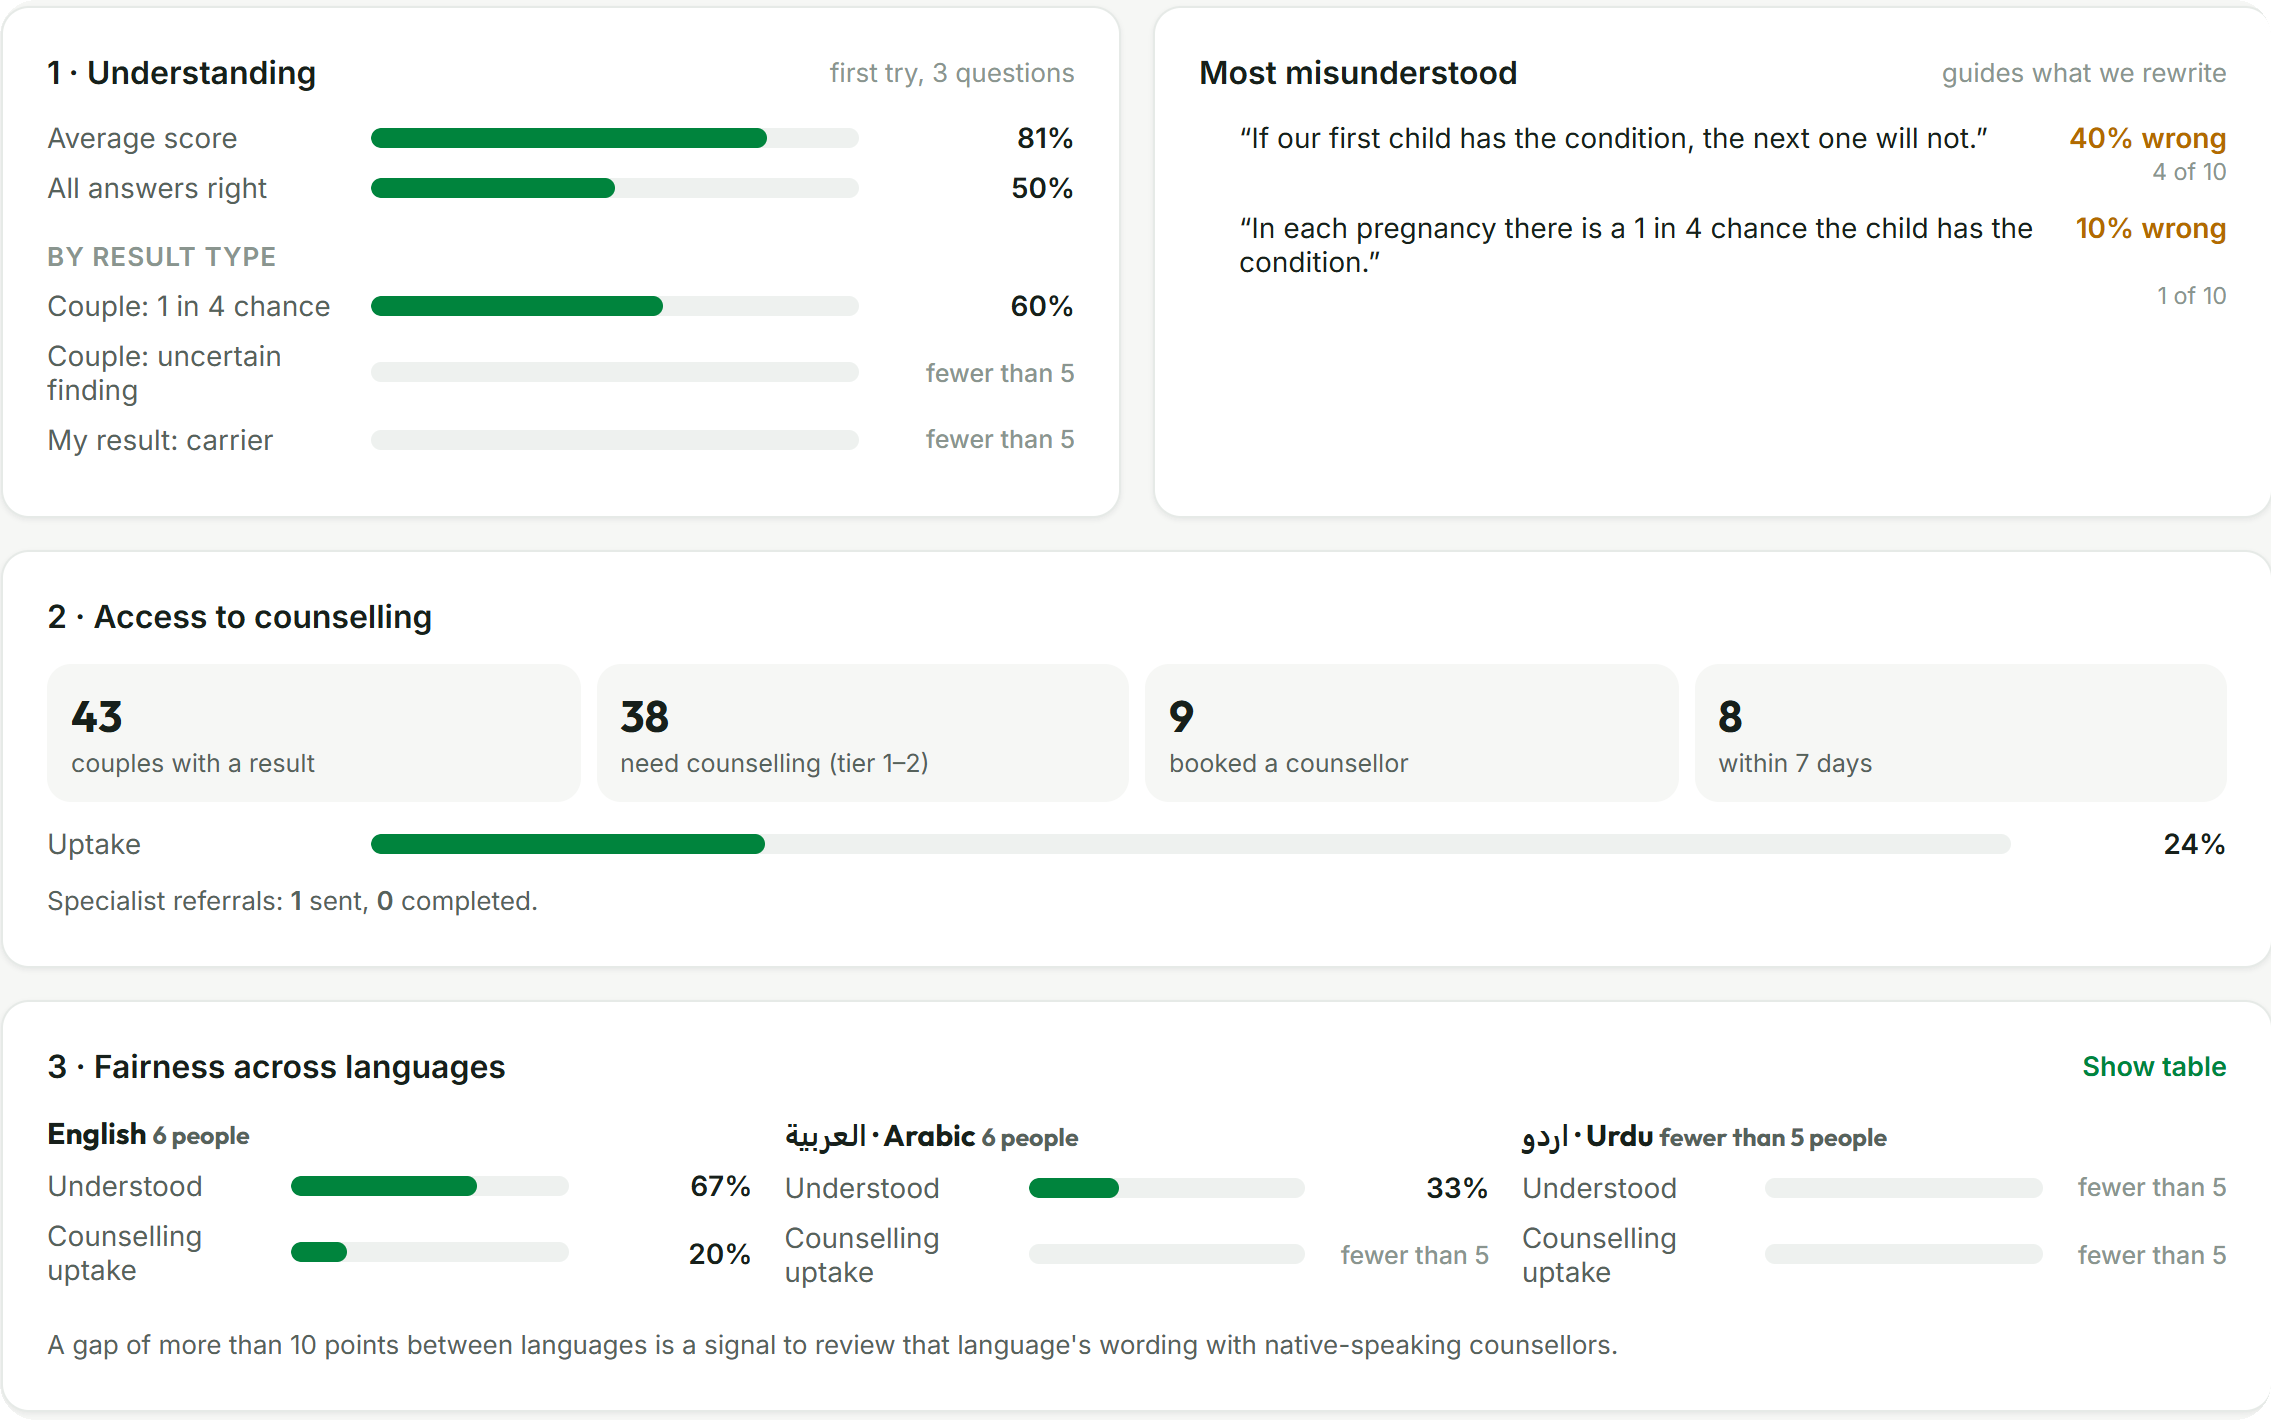 1 · Understanding
first try, 3 questions
Average score
81%
All answers right
50%
BY RESULT TYPE
Couple: 1 in 4 chance
60%
Couple: uncertain
finding
fewer than 5
My result: carrier
fewer than 5
Most misunderstood
guides what we rewrite
“If our first child has the condition, the next one will not.”
40% wrong
4 of 10
“In each pregnancy there is a 1 in 4 chance the child has the
condition.”
10% wrong
1 of 10
2 · Access to counselling
43
couples with a result
38
need counselling (tier 1–2)
9
booked a counsellor
8
within 7 days
Uptake
24%
Specialist referrals: 1 sent, 0 completed.
3 · Fairness across languages
Show table
English 6 people
Understood
67%
Counselling
uptake
20%
العربية · Arabic 6 people
Understood
33%
Counselling
uptake
fewer than 5
اردو · Urdu fewer than 5 people
Understood
fewer than 5
Counselling
uptake
fewer than 5
A gap of more than 10 points between languages is a signal to review that language's wording with native-speaking counsellors.